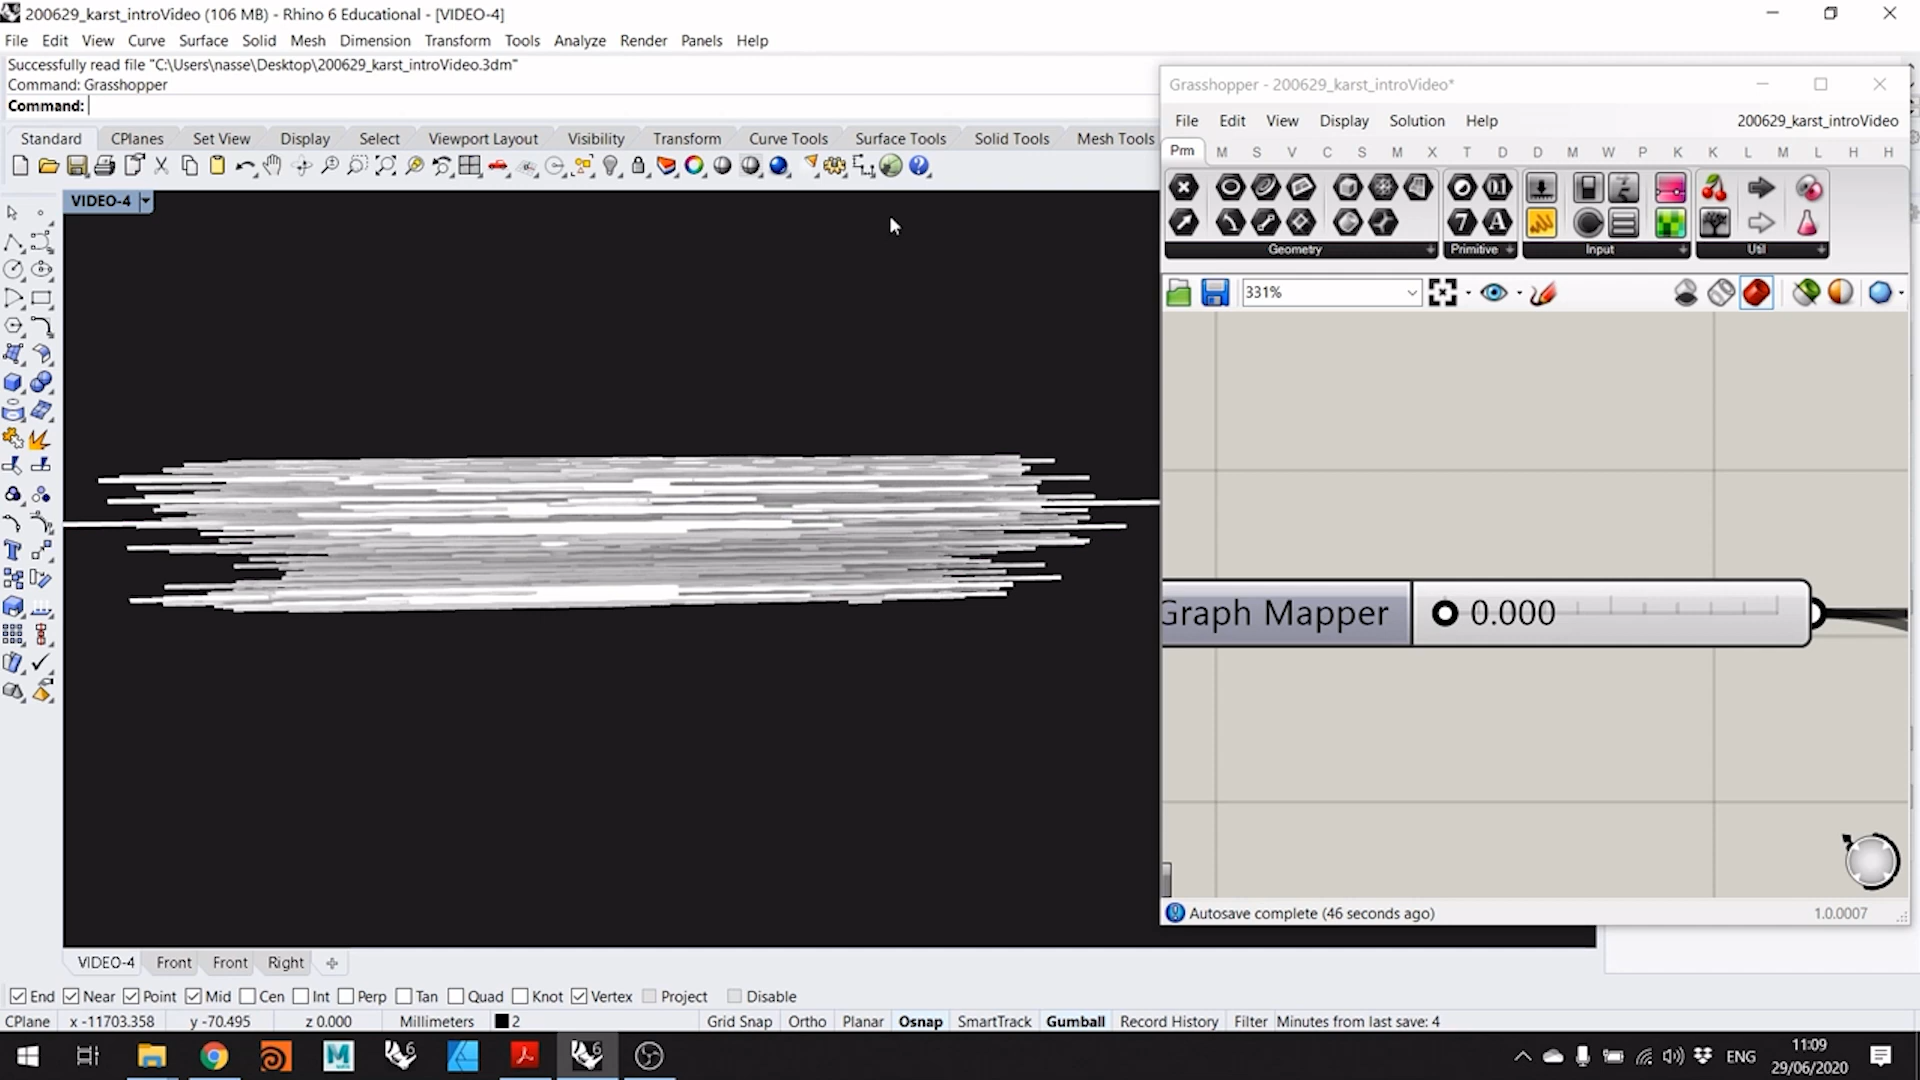 200629_karst_introVideo (106 MB) - Rhino 6 Educational - [VIDEO-4]
File Edit View Curve Surface Solid Mesh Dimension Transform Tools Analyze Render Panels Help
Successfully read file "C:\Users\nasse\Desktop\200629_karst_introVideo.3dm"
Command: Grasshopper
Command:
Standard CPlanes Set View Display Select Viewport Layout Visibility Transform Curve Tools Surface Tools Solid Tools Mesh Tools
VIDEO-4
Grasshopper - 200629_karst_introVideo*
File Edit View Display Solution Help 200629_karst_introVideo
Prm M S V C S M X T D D M W P K K L M L H H
Geometry Primitive Input Util
331%
Graph Mapper 0.000
Autosave complete (46 seconds ago) 1.0.0007
VIDEO-4 Front Front Right
End Near Point Mid Cen Int Perp Tan Quad Knot Vertex Project Disable
CPlane x -11703.358 y -70.495 z 0.000 Millimeters 2 Grid Snap Ortho Planar Osnap SmartTrack Gumball Record History Filter Minutes from last save: 4
ENG 11:09
29/06/2020